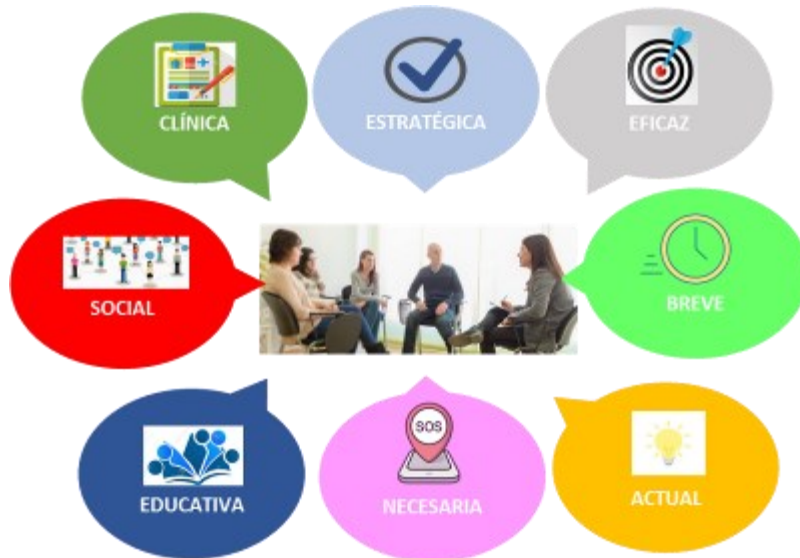 CLÍNICA
ESTRATÉGICA
EFICAZ
SOCIAL
BREVE
EDUCATIVA
SOS
NECESARIA
ACTUAL